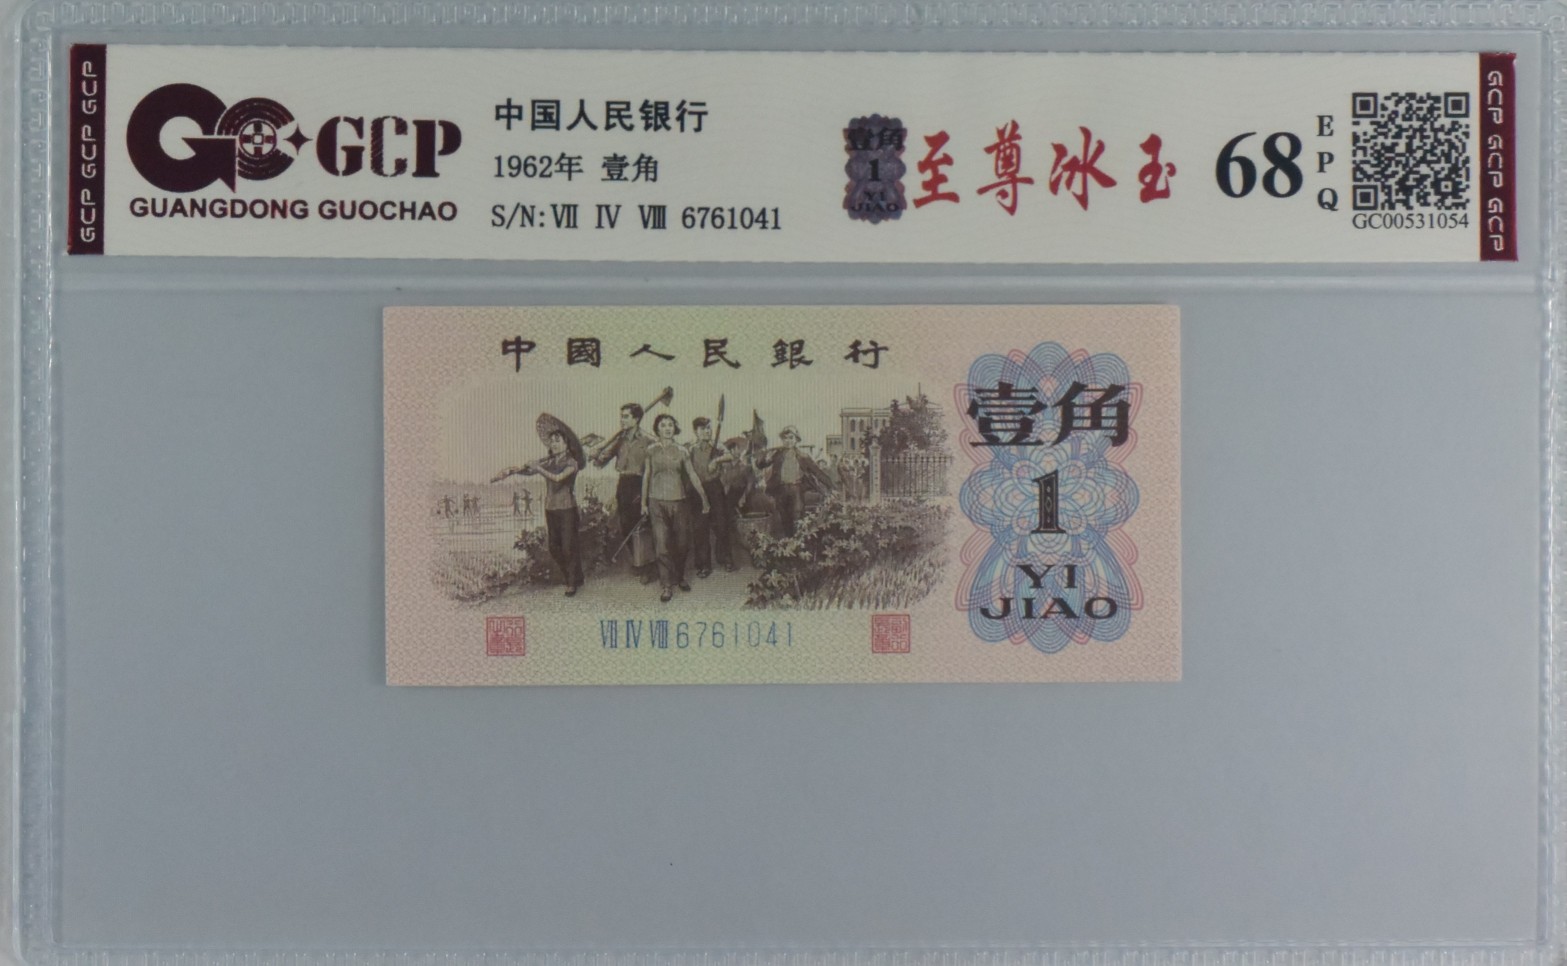 GCP GCP GCP
GCP
GUANGDONG GUOCHAO
中国人民银行
1962年 壹角
S/N: Ⅶ Ⅳ Ⅷ 6761041
壹角
1
YI
JIAO
至尊冰玉
68
EPQ
GC00531054
GCP GCP GCP
中國人民銀行
壹角
1
YI
JIAO
Ⅶ Ⅳ Ⅷ 6761041